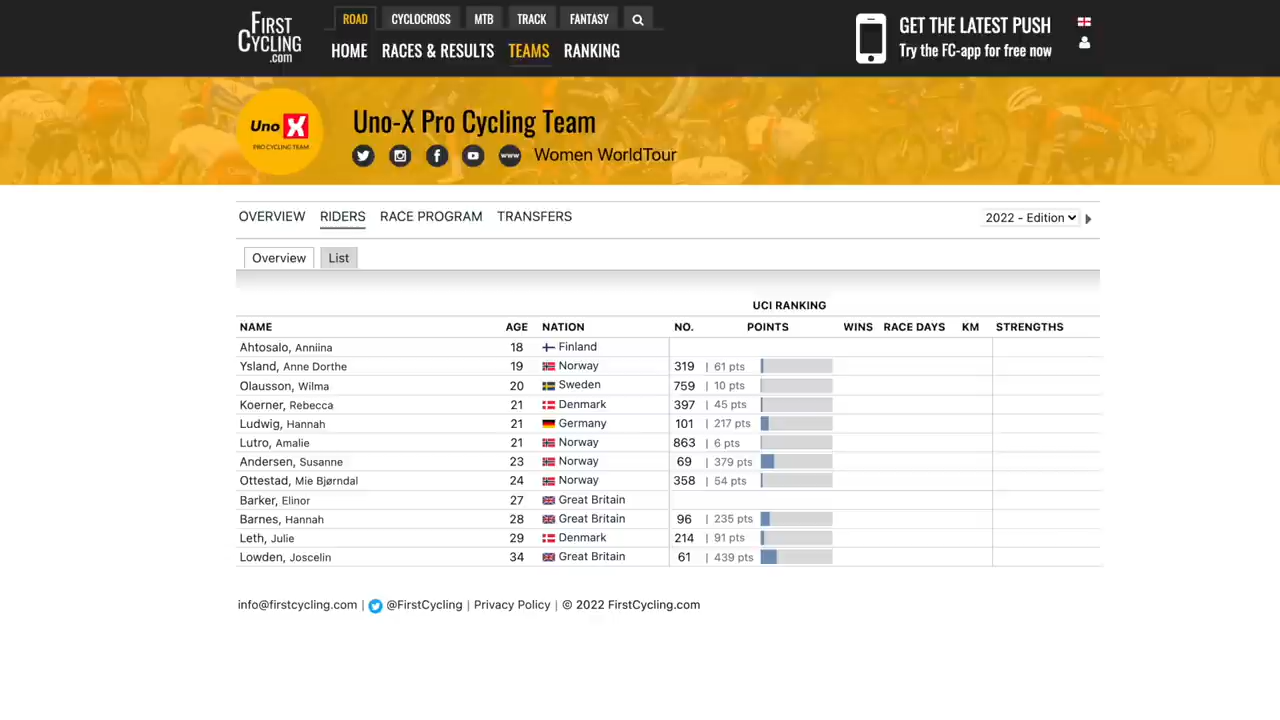 FIRST CYCLING .com
ROAD CYCLOCROSS MTB TRACK FANTASY
HOME RACES & RESULTS TEAMS RANKING
GET THE LATEST PUSH
Try the FC-app for free now
Uno X
PRO CYCLING TEAM
Uno-X Pro Cycling Team
www Women WorldTour
OVERVIEW RIDERS RACE PROGRAM TRANSFERS 2022 - Edition
Overview List
UCI RANKING
NAME AGE NATION NO. POINTS WINS RACE DAYS KM STRENGTHS
Ahtosalo, Anniina 18 Finland
Ysland, Anne Dorthe 19 Norway 319 | 61 pts
Olausson, Wilma 20 Sweden 759 | 10 pts
Koerner, Rebecca 21 Denmark 397 | 45 pts
Ludwig, Hannah 21 Germany 101 | 217 pts
Lutro, Amalie 21 Norway 863 | 6 pts
Andersen, Susanne 23 Norway 69 | 379 pts
Ottestad, Mie Bjørndal 24 Norway 358 | 54 pts
Barker, Elinor 27 Great Britain
Barnes, Hannah 28 Great Britain 96 | 235 pts
Leth, Julie 29 Denmark 214 | 91 pts
Lowden, Joscelin 34 Great Britain 61 | 439 pts
info@firstcycling.com | @FirstCycling | Privacy Policy | © 2022 FirstCycling.com